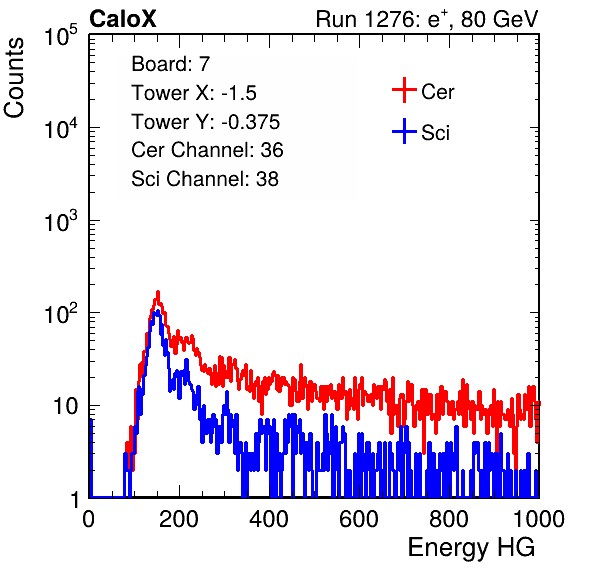 CaloX Run 1276: e⁺, 80 GeV
Counts
Board: 7
Tower X: -1.5
Tower Y: -0.375
Cer Channel: 36
Sci Channel: 38
Cer
Sci
10⁵
10⁴
10³
10²
10
1
0 200 400 600 800 1000
Energy HG